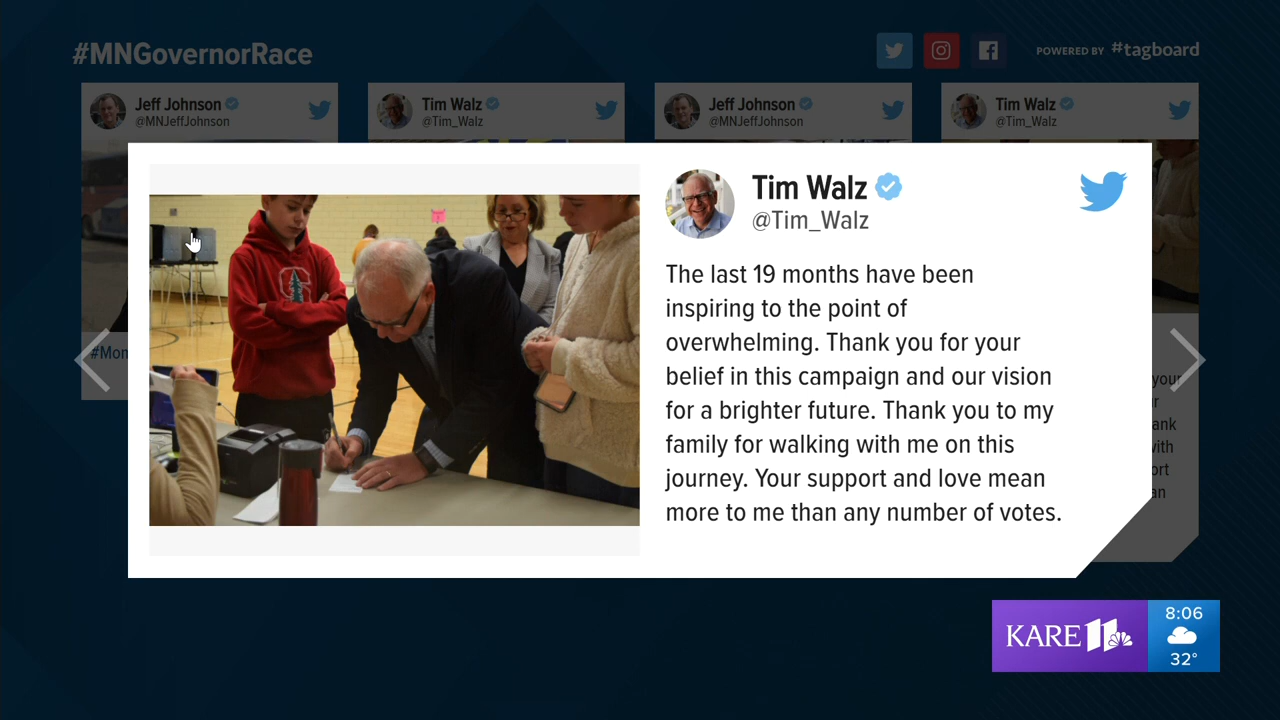 #MNGovernorRace
POWERED BY #tagboard
Jeff Johnson
@MNJeffJohnson
Tim Walz
@Tim_Walz
Jeff Johnson
@MNJeffJohnson
Tim Walz
@Tim_Walz
Tim Walz
@Tim_Walz
The last 19 months have been
inspiring to the point of
overwhelming. Thank you for your
belief in this campaign and our vision
for a brighter future. Thank you to my
family for walking with me on this
journey. Your support and love mean
more to me than any number of votes.
KARE 11
8:06
32°